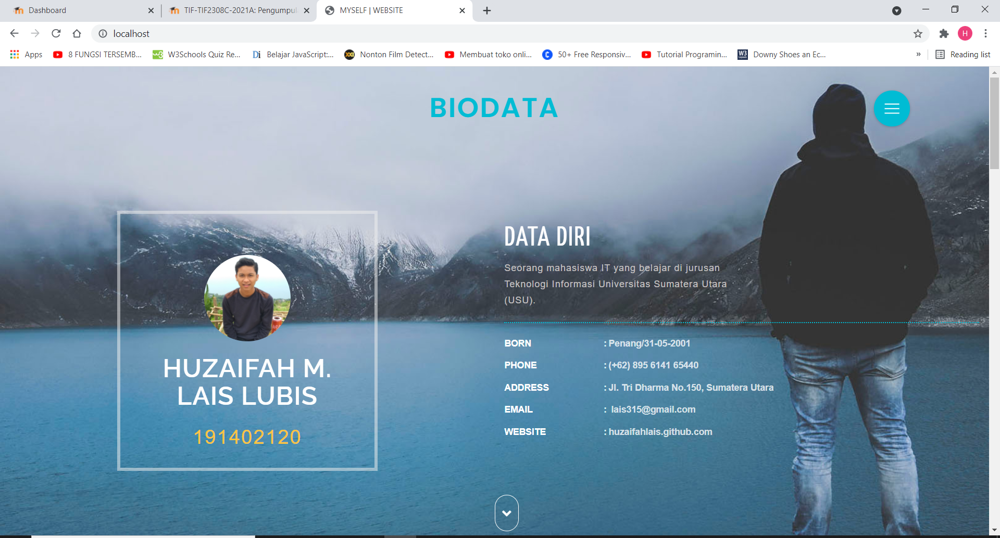 Dashboard
TIF-TIF2308C-2021A: Pengumpul
MYSELF | WEBSITE
localhost
H
Apps
8 FUNGSI TERSEMB...
W3Schools Quiz Re...
Di
Belajar JavaScript:...
XXI
Nonton Film Detect...
Membuat toko onli...
50+ Free Responsiv...
Tutorial Programin...
W3
Downy Shoes an Ec...
»
Reading list
BIODATA
DATA DIRI
Seorang mahasiswa IT yang belajar di jurusan
Teknologi Informasi Universitas Sumatera Utara
(USU).
BORN : Penang/31-05-2001
PHONE : (+62) 895 6141 65440
ADDRESS : Jl. Tri Dharma No.150, Sumatera Utara
EMAIL : lais315@gmail.com
WEBSITE : huzaifahlais.github.com
HUZAIFAH M.
LAIS LUBIS
191402120